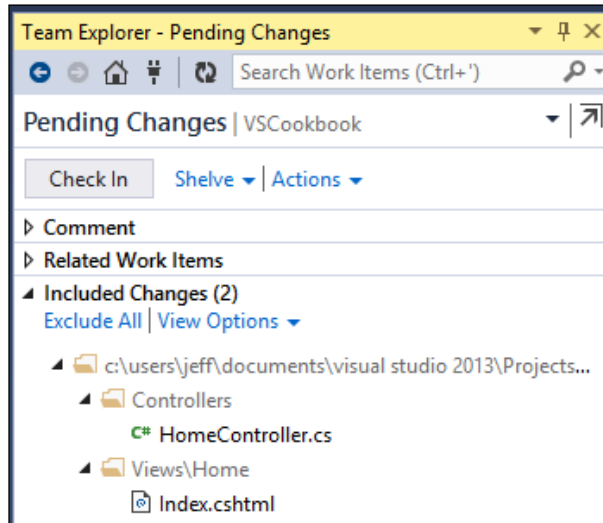 Team Explorer - Pending Changes
Search Work Items (Ctrl+')
Pending Changes | VSCookbook
Check In Shelve Actions
Comment
Related Work Items
Included Changes (2)
Exclude All | View Options
c:\users\jeff\documents\visual studio 2013\Projects...
Controllers
C# HomeController.cs
Views\Home
Index.cshtml